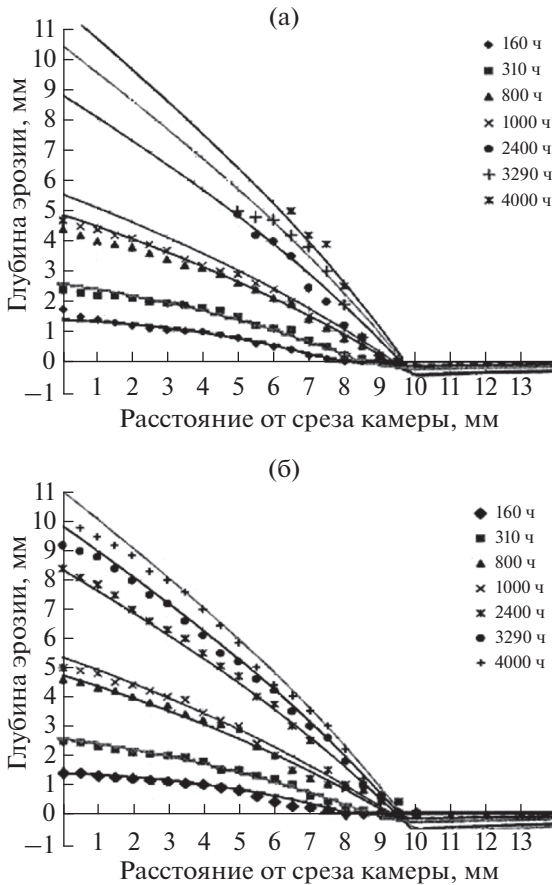 (а)
11
10
9
8
7
6
5
4
3
2
1
0
−1
Глубина эрозии, мм
160 ч
310 ч
800 ч
1000 ч
2400 ч
3290 ч
4000 ч
1 2 3 4 5 6 7 8 9 10 11 12 13
Расстояние от среза камеры, мм
(б)
11
10
9
8
7
6
5
4
3
2
1
0
−1
Глубина эрозии, мм
160 ч
310 ч
800 ч
1000 ч
2400 ч
3290 ч
4000 ч
1 2 3 4 5 6 7 8 9 10 11 12 13
Расстояние от среза камеры, мм